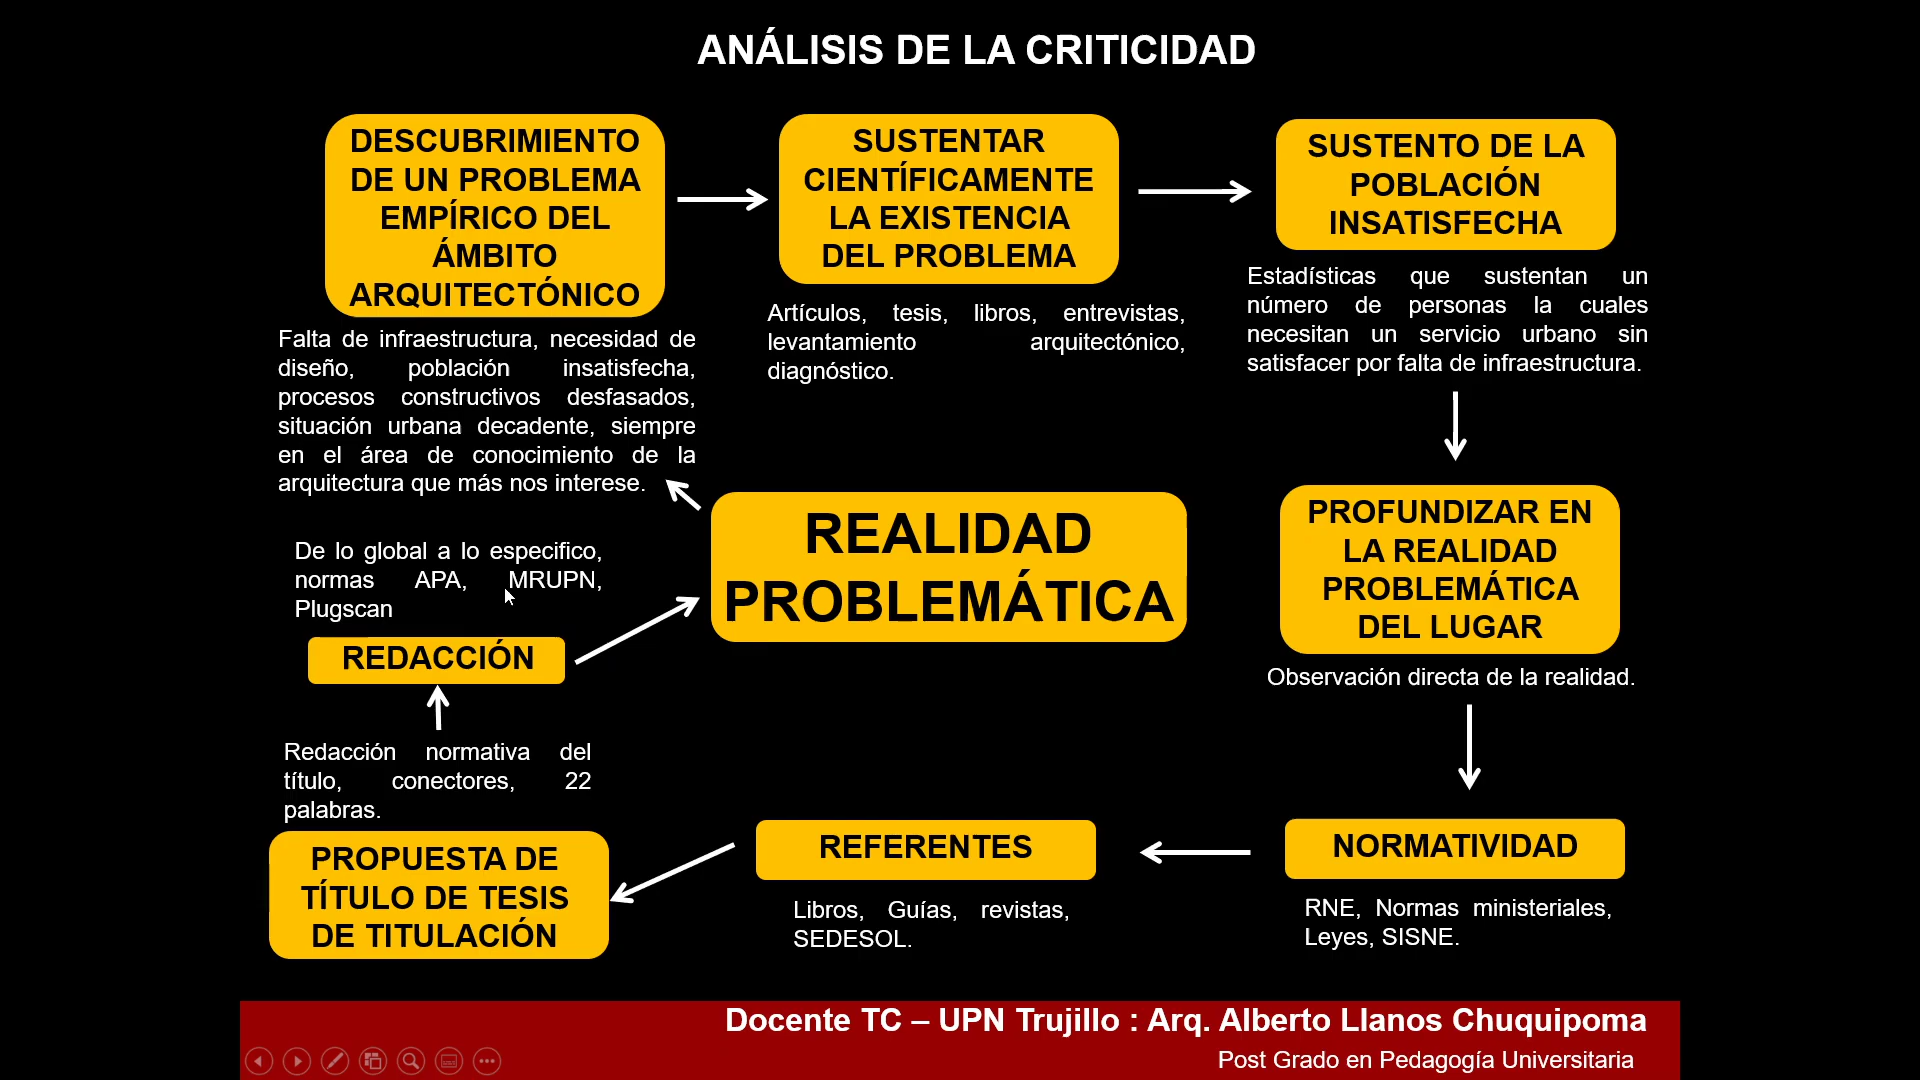 ANÁLISIS DE LA CRITICIDAD
DESCUBRIMIENTO
DE UN PROBLEMA
EMPÍRICO DEL
ÁMBITO
ARQUITECTÓNICO
Falta de infraestructura, necesidad de
diseño, población insatisfecha,
procesos constructivos desfasados,
situación urbana decadente, siempre
en el área de conocimiento de la
arquitectura que más nos interese.
SUSTENTAR
CIENTÍFICAMENTE
LA EXISTENCIA
DEL PROBLEMA
Artículos, tesis, libros, entrevistas,
levantamiento arquitectónico,
diagnóstico.
SUSTENTO DE LA
POBLACIÓN
INSATISFECHA
Estadísticas que sustentan un
número de personas la cuales
necesitan un servicio urbano sin
satisfacer por falta de infraestructura.
REALIDAD
PROBLEMÁTICA
PROFUNDIZAR EN
LA REALIDAD
PROBLEMÁTICA
DEL LUGAR
Observación directa de la realidad.
De lo global a lo especifico,
normas APA, MRUPN,
Plugscan
REDACCIÓN
Redacción normativa del
título, conectores, 22
palabras.
PROPUESTA DE
TÍTULO DE TESIS
DE TITULACIÓN
REFERENTES
Libros, Guías, revistas,
SEDESOL.
NORMATIVIDAD
RNE, Normas ministeriales,
Leyes, SISNE.
Docente TC – UPN Trujillo : Arq. Alberto Llanos Chuquipoma
Post Grado en Pedagogía Universitaria